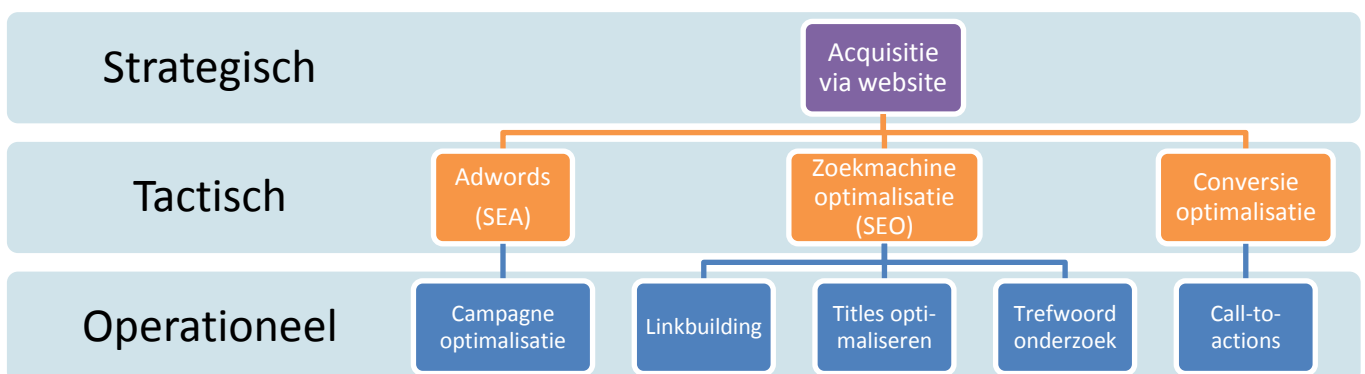 Strategisch
Acquisitie
via website
Tactisch
Adwords
(SEA)
Zoekmachine
optimalisatie
(SEO)
Conversie
optimalisatie
Operationeel
Campagne
optimalisatie
Linkbuilding
Titles opti-
maliseren
Trefwoord
onderzoek
Call-to-
actions